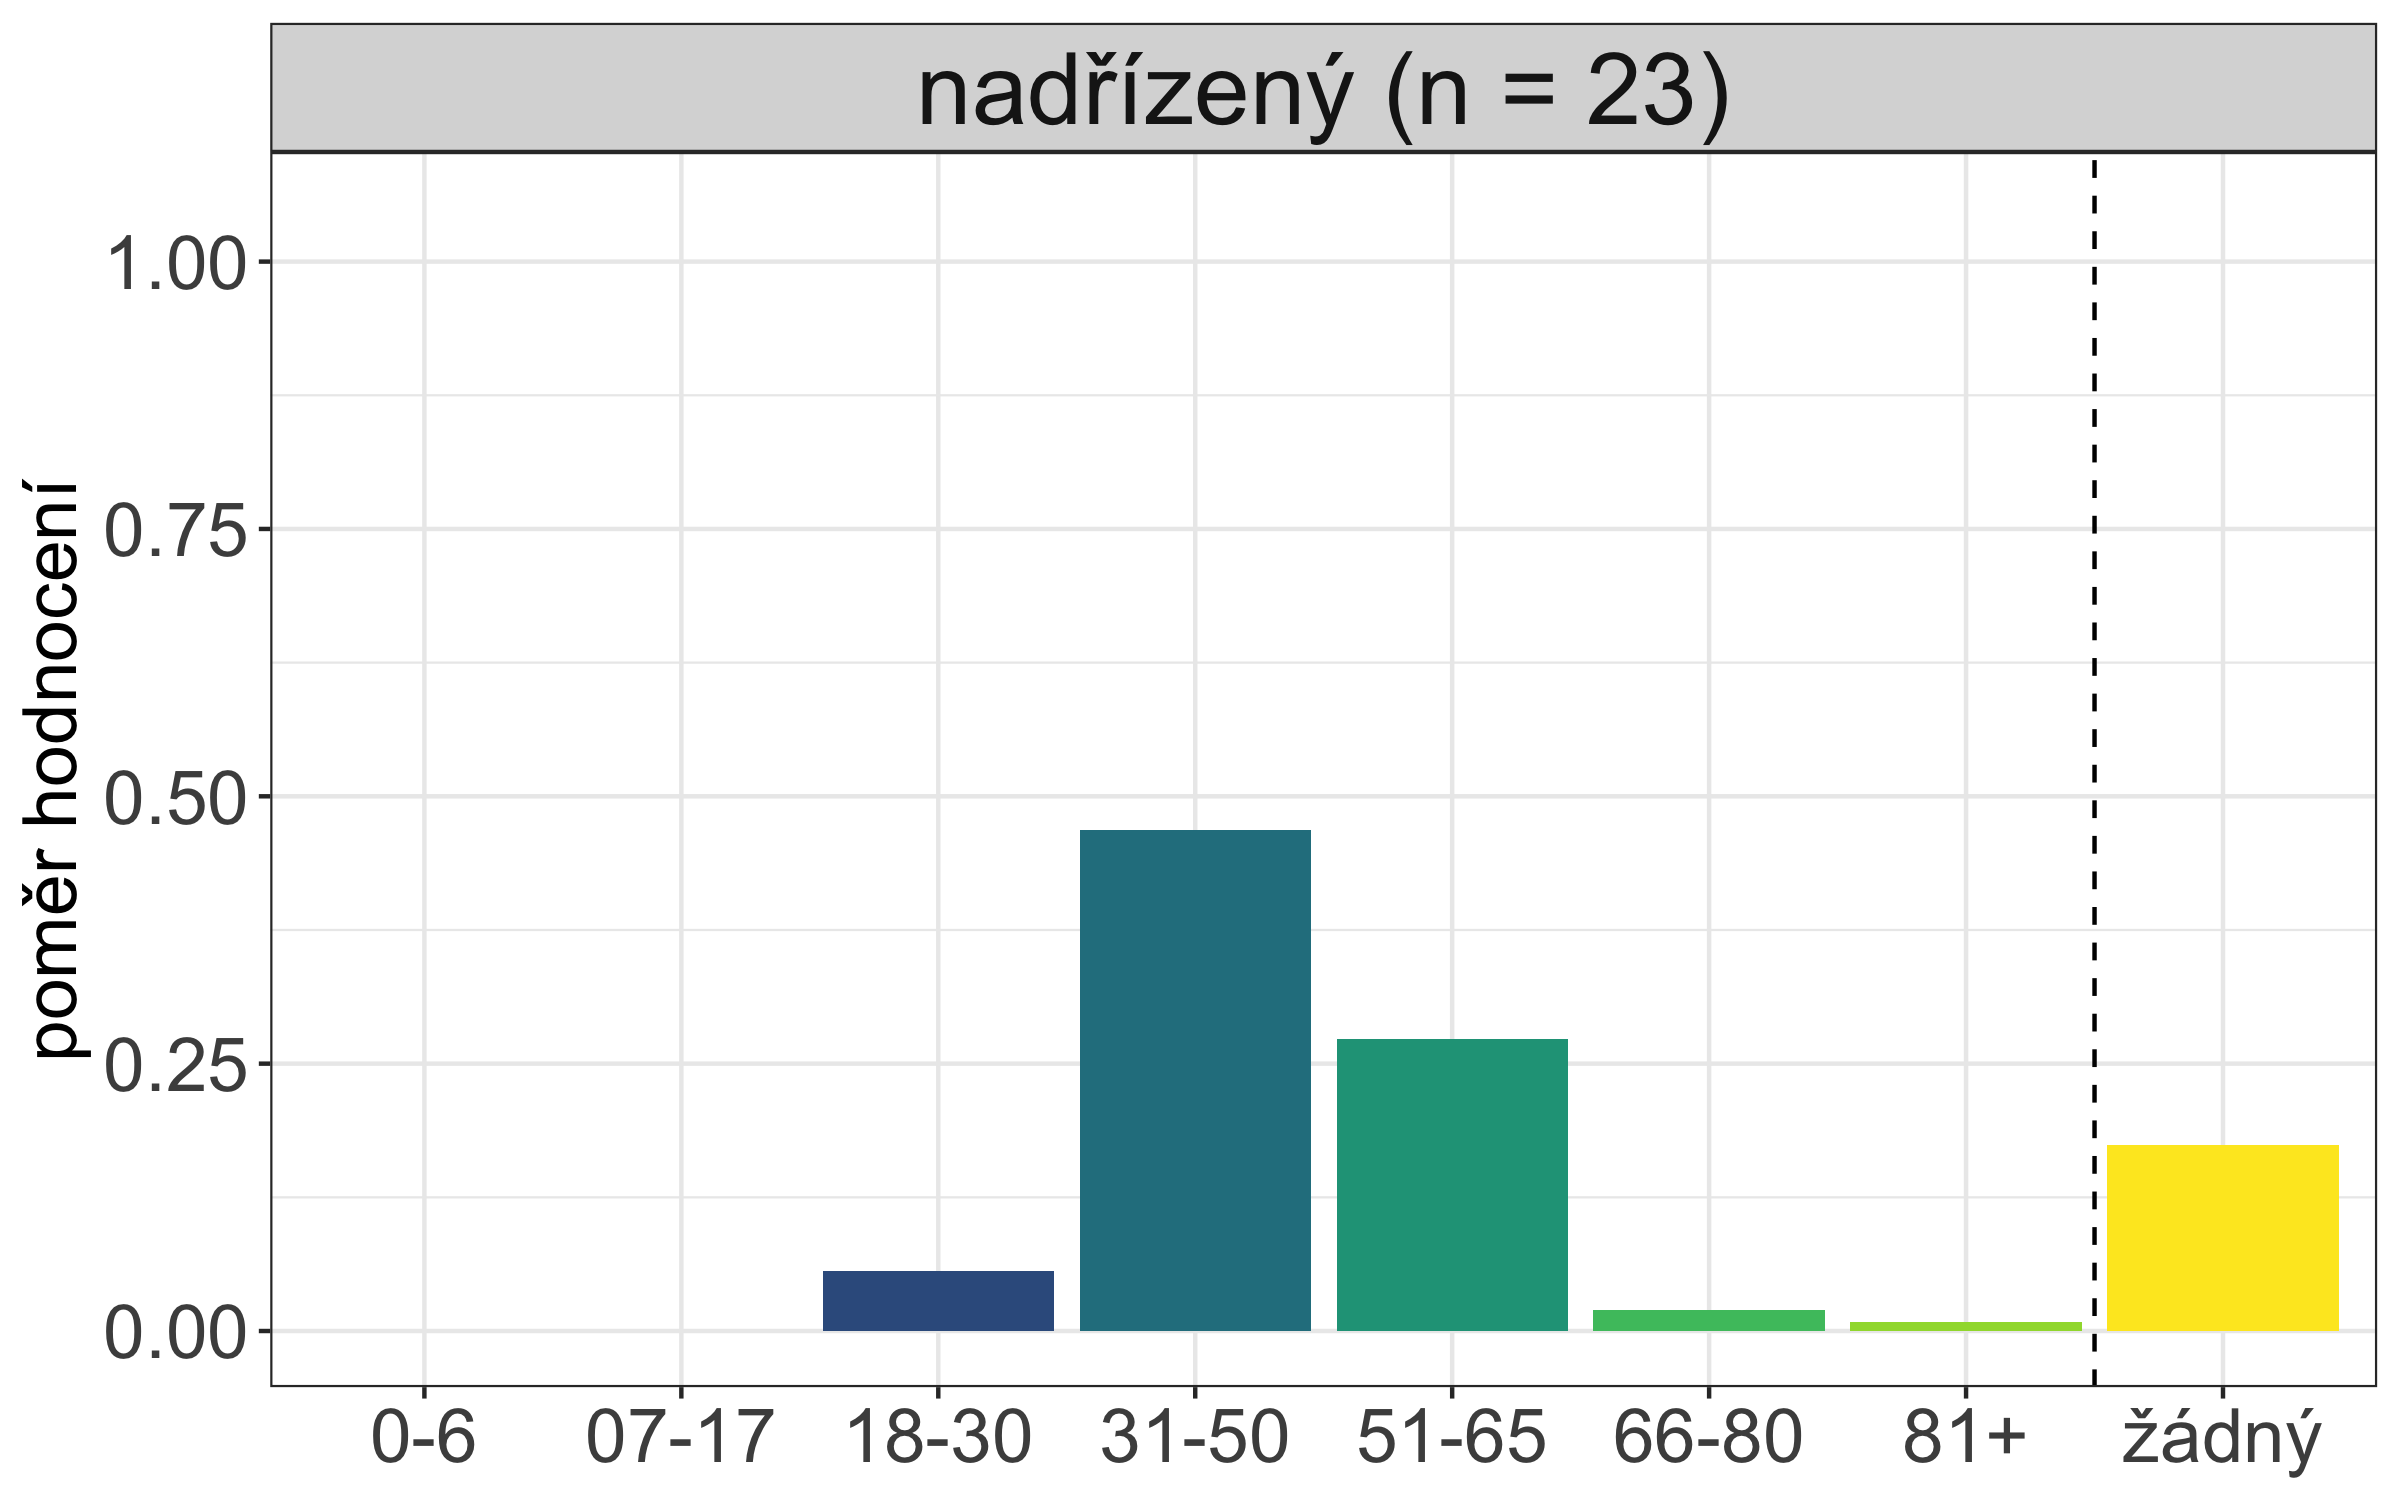 nadřízený (n = 23)
poměr hodnocení
1.00
0.75
0.50
0.25
0.00
0-6 07-17 18-30 31-50 51-65 66-80 81+ žádný